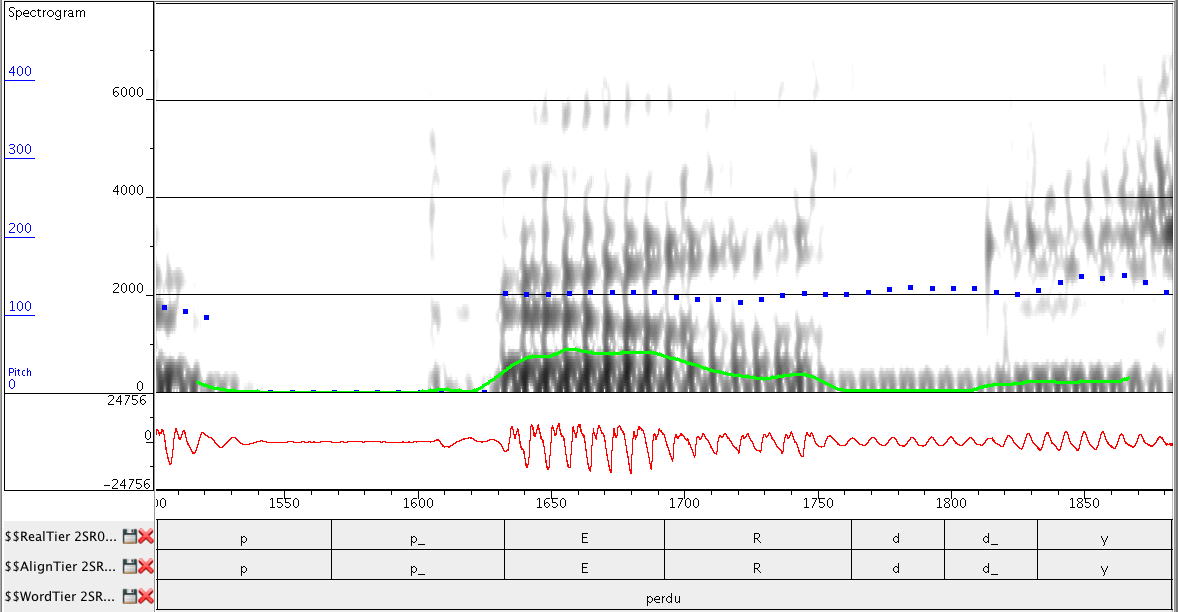 Spectrogram
400
6000
300
4000
200
2000
100
Pitch
0
0
24756
0
-24756
00 1550 1600 1650 1700 1750 1800 1850
$$RealTier 2SR0... p p_ E R d d_ y
$$AlignTier 2SR... p p_ E R d d_ y
$$WordTier 2SR... perdu